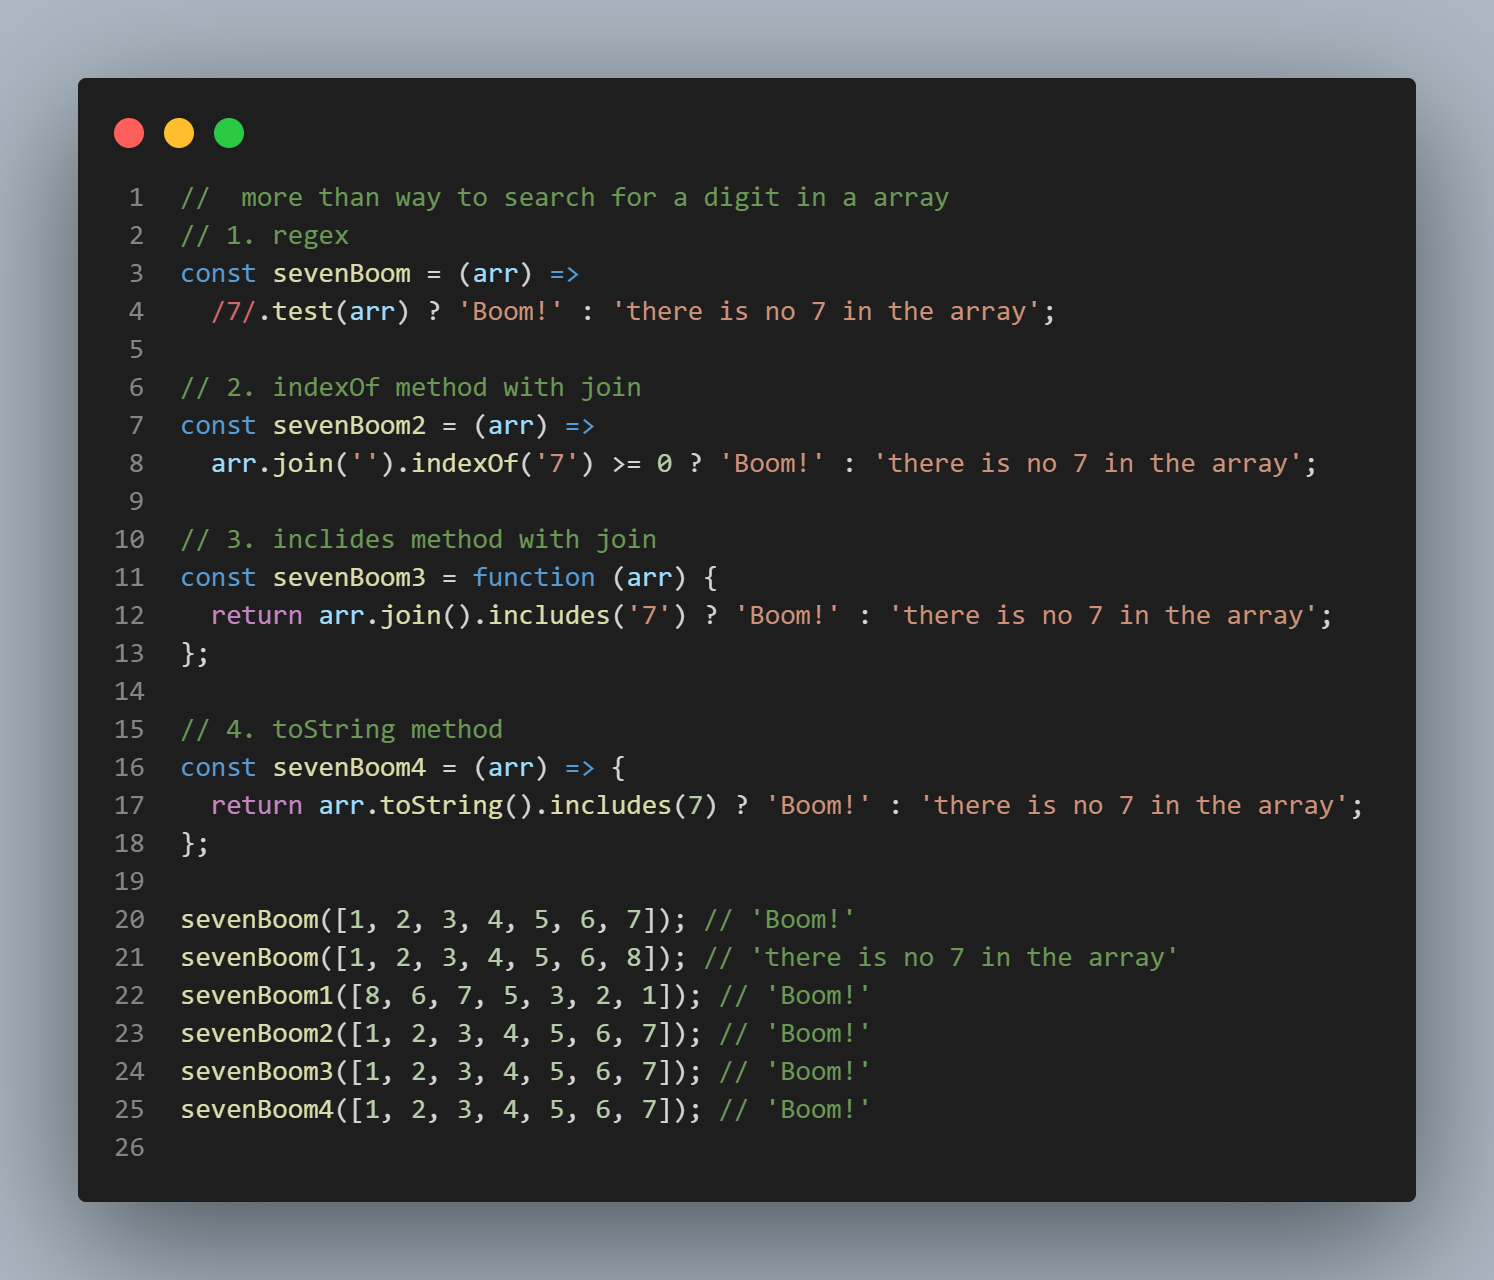 1 //  more than way to search for a digit in a array
2 // 1. regex
3 const sevenBoom = (arr) =>
4   /7/.test(arr) ? 'Boom!' : 'there is no 7 in the array';
5
6 // 2. indexOf method with join
7 const sevenBoom2 = (arr) =>
8   arr.join('').indexOf('7') >= 0 ? 'Boom!' : 'there is no 7 in the array';
9
10 // 3. inclides method with join
11 const sevenBoom3 = function (arr) {
12   return arr.join().includes('7') ? 'Boom!' : 'there is no 7 in the array';
13 };
14
15 // 4. toString method
16 const sevenBoom4 = (arr) => {
17   return arr.toString().includes(7) ? 'Boom!' : 'there is no 7 in the array';
18 };
19
20 sevenBoom([1, 2, 3, 4, 5, 6, 7]); // 'Boom!'
21 sevenBoom([1, 2, 3, 4, 5, 6, 8]); // 'there is no 7 in the array'
22 sevenBoom1([8, 6, 7, 5, 3, 2, 1]); // 'Boom!'
23 sevenBoom2([1, 2, 3, 4, 5, 6, 7]); // 'Boom!'
24 sevenBoom3([1, 2, 3, 4, 5, 6, 7]); // 'Boom!'
25 sevenBoom4([1, 2, 3, 4, 5, 6, 7]); // 'Boom!'
26